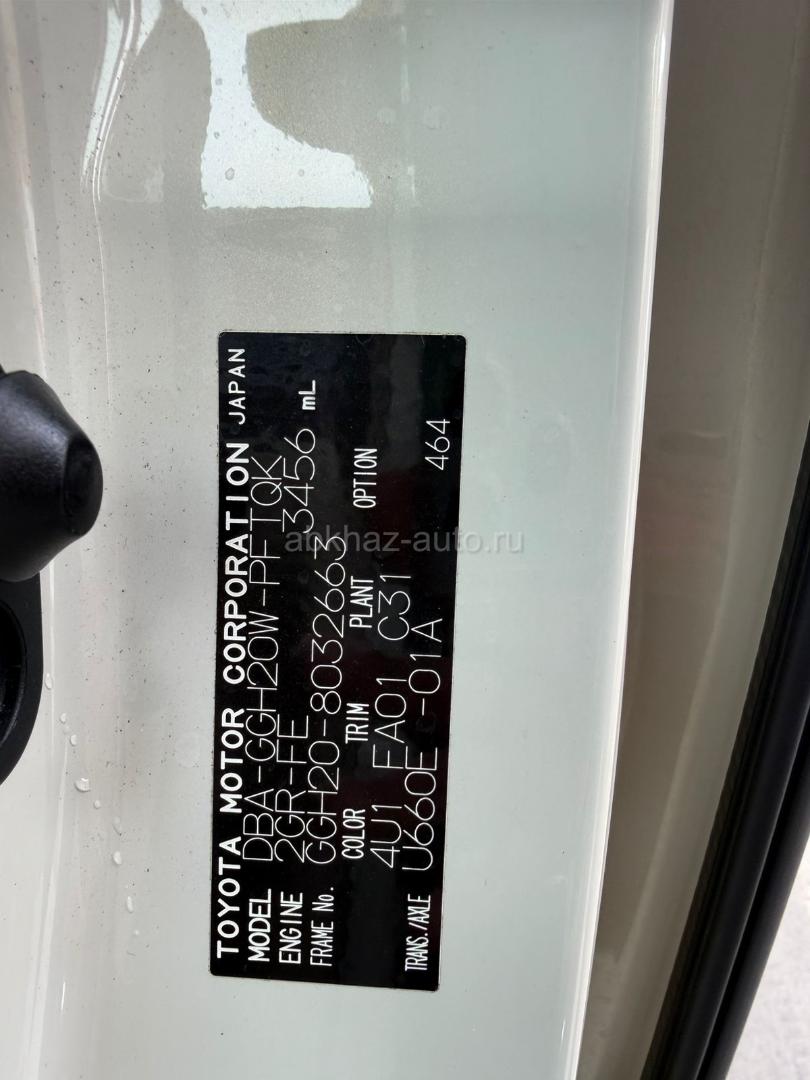 TOYOTA MOTOR CORPORATION JAPAN
MODEL DBA-GGH20W-PFTQK
ENGINE 2GR-FE 3456 mL
FRAME No. GGH20-8032663
COLOR TRIM PLANT OPTION
4U1 FA01 C31 464
TRANS./AXLE U660E -01A
abkhaz-auto.ru